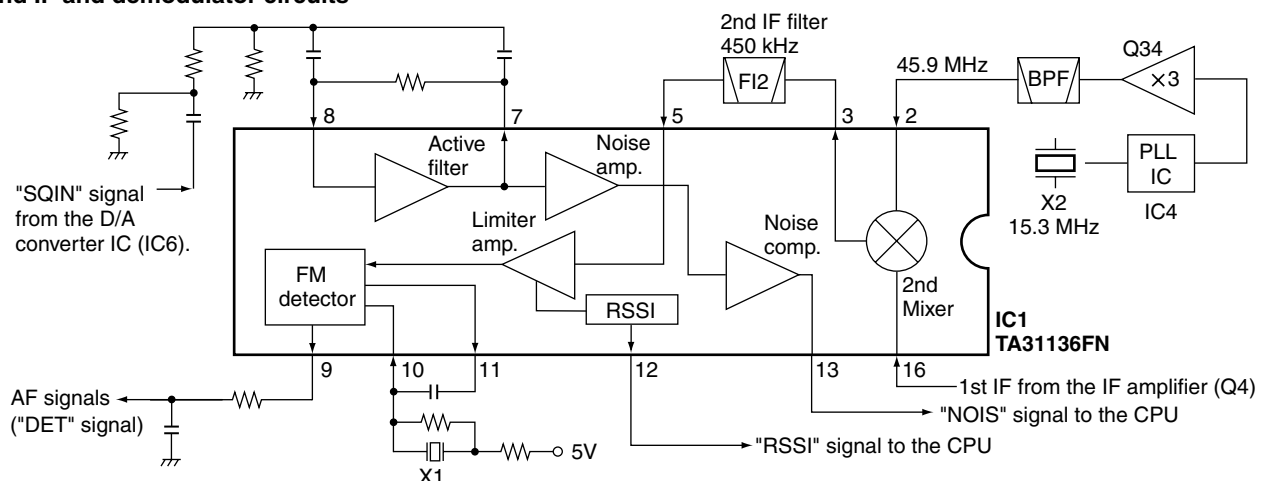 nd IF and demodulator circuits
2nd IF filter
450 kHz
FI2
45.9 MHz
BPF
Q34
×3
PLL
IC
IC4
X2
15.3 MHz
8
7
5
3
2
Active
filter
Noise
amp.
"SQIN" signal
from the D/A
converter IC (IC6).
Limiter
amp.
Noise
comp.
FM
detector
RSSI
2nd
Mixer
IC1
TA31136FN
9
10
11
12
13
16
AF signals
("DET" signal)
1st IF from the IF amplifier (Q4)
"NOIS" signal to the CPU
"RSSI" signal to the CPU
5V
X1